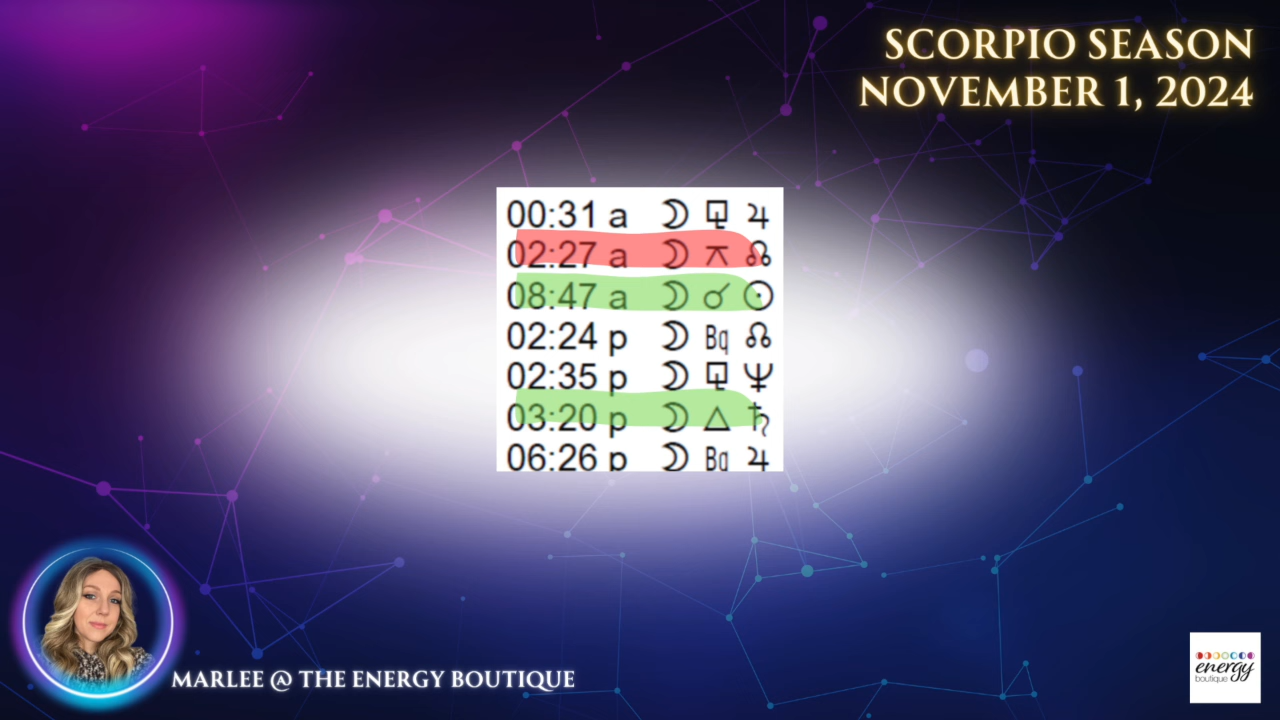 SCORPIO SEASON
NOVEMBER 1, 2024
00:31 a ☽ ⚼ ♃
02:27 a ☽ ⚻ ☊
08:47 a ☽ ☌ ☉
02:24 p ☽ Bq ☊
02:35 p ☽ ⚼ ♆
03:20 p ☽ △ ♄
06:26 p ☽ Bq ♃
MARLEE @ THE ENERGY BOUTIQUE
energy
boutique